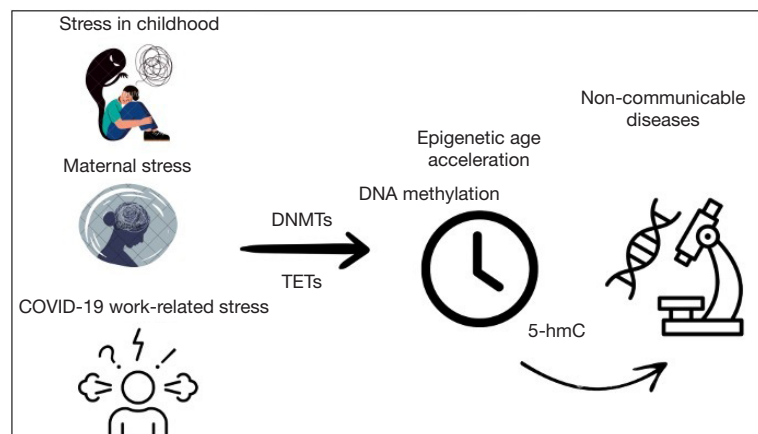 Stress in childhood
Maternal stress
COVID-19 work-related stress
DNMTs
TETs
Epigenetic age
acceleration
DNA methylation
5-hmC
Non-communicable
diseases